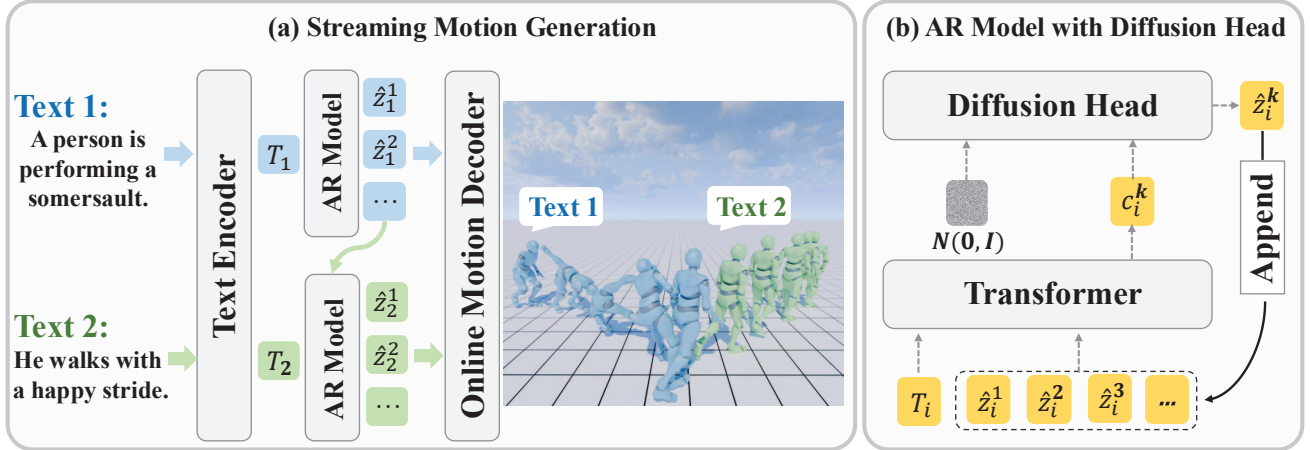 (a) Streaming Motion Generation
Text 1:
A person is
performing a
somersault.
Text 2:
He walks with
a happy stride.
Text Encoder
T₁
AR Model
ẑ₁¹
ẑ₁²
...
T₂
AR Model
ẑ₂¹
ẑ₂²
...
Online Motion Decoder
Text 1
Text 2
(b) AR Model with Diffusion Head
Diffusion Head
ẑᵢᵏ
N(0, I)
cᵢᵏ
Append
Transformer
Tᵢ
ẑᵢ¹
ẑᵢ²
ẑᵢ³
...